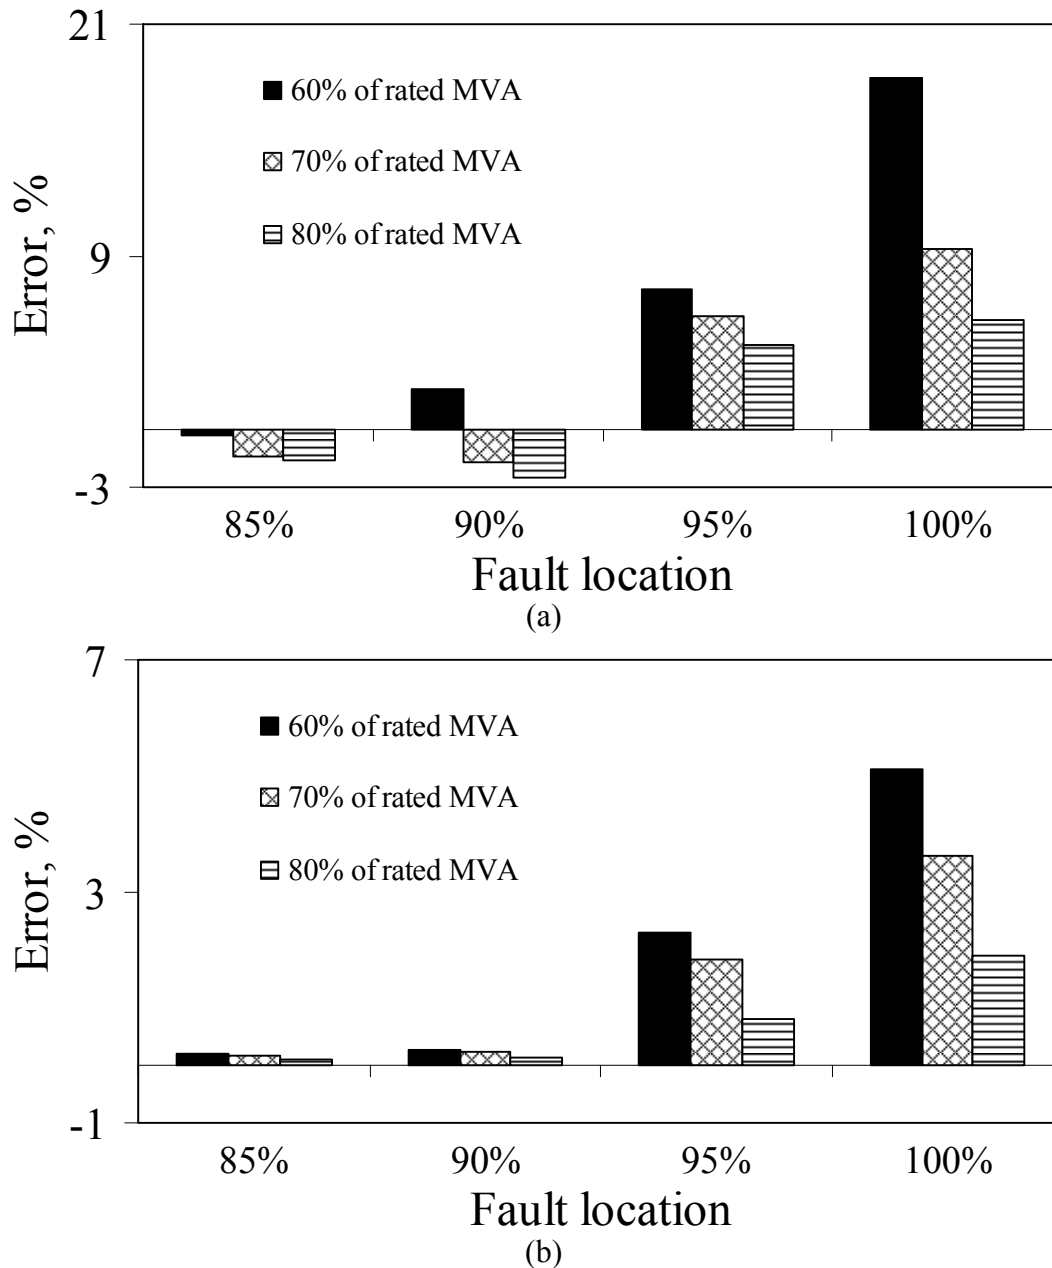 21
60% of rated MVA
70% of rated MVA
80% of rated MVA
9
-3
Error, %
85% 90% 95% 100%
Fault location
(a)
7
60% of rated MVA
70% of rated MVA
80% of rated MVA
3
-1
Error, %
85% 90% 95% 100%
Fault location
(b)